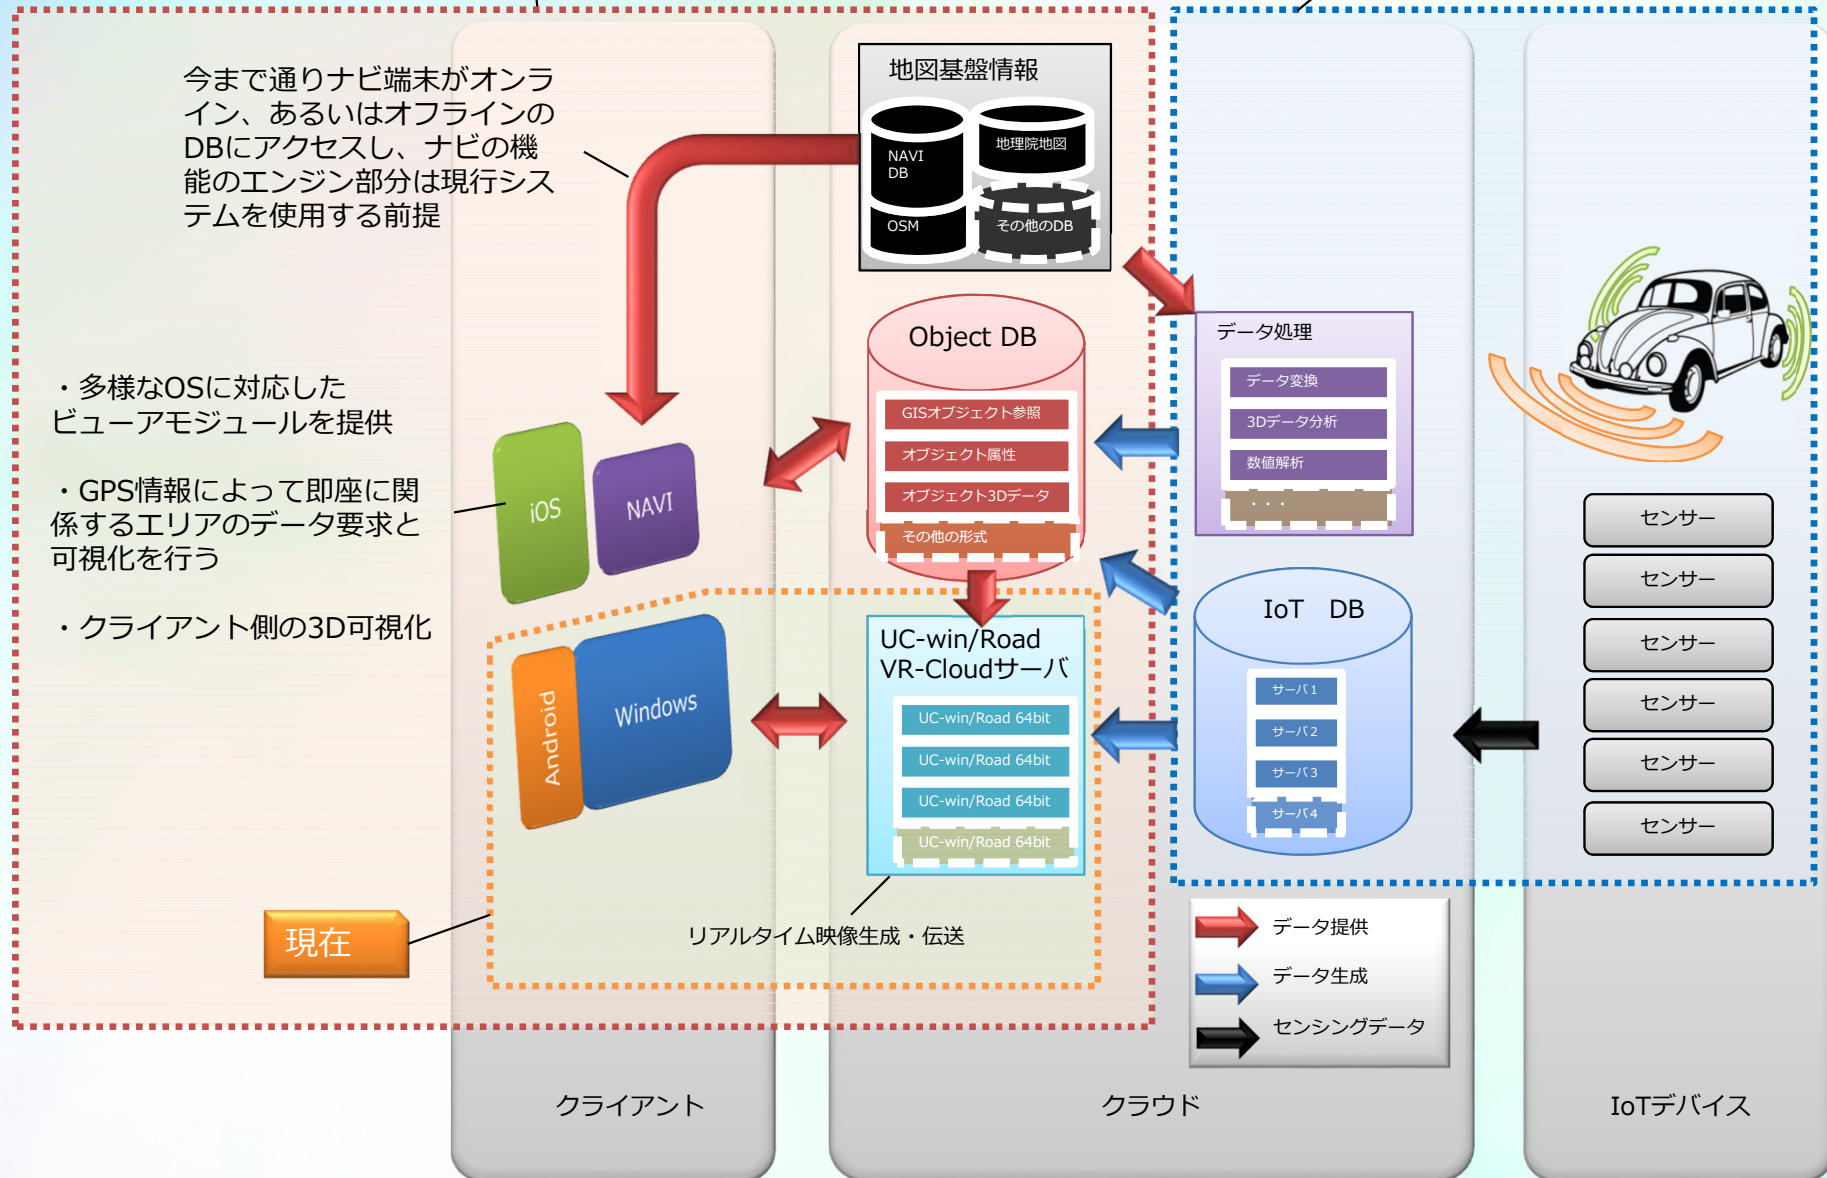 今まで通りナビ端末がオンラ
イン、あるいはオフラインの
DBにアクセスし、ナビの機
能のエンジン部分は現行シス
テムを使用する前提
・多様なOSに対応した
ビューアモジュールを提供
・GPS情報によって即座に関
係するエリアのデータ要求と
可視化を行う
・クライアント側の3D可視化
現在
iOS
NAVI
Android
Windows
クライアント
地図基盤情報
NAVI
DB
OSM
地理院地図
その他のDB
Object DB
GISオブジェクト参照
オブジェクト属性
オブジェクト3Dデータ
その他の形式
UC-win/Road
VR-Cloudサーバ
UC-win/Road 64bit
UC-win/Road 64bit
UC-win/Road 64bit
UC-win/Road 64bit
リアルタイム映像生成・伝送
データ処理
データ変換
3Dデータ分析
数値解析
・・・
IoT DB
サーバ1
サーバ2
サーバ3
サーバ4
データ提供
データ生成
センシングデータ
クラウド
センサー
センサー
センサー
センサー
センサー
センサー
IoTデバイス